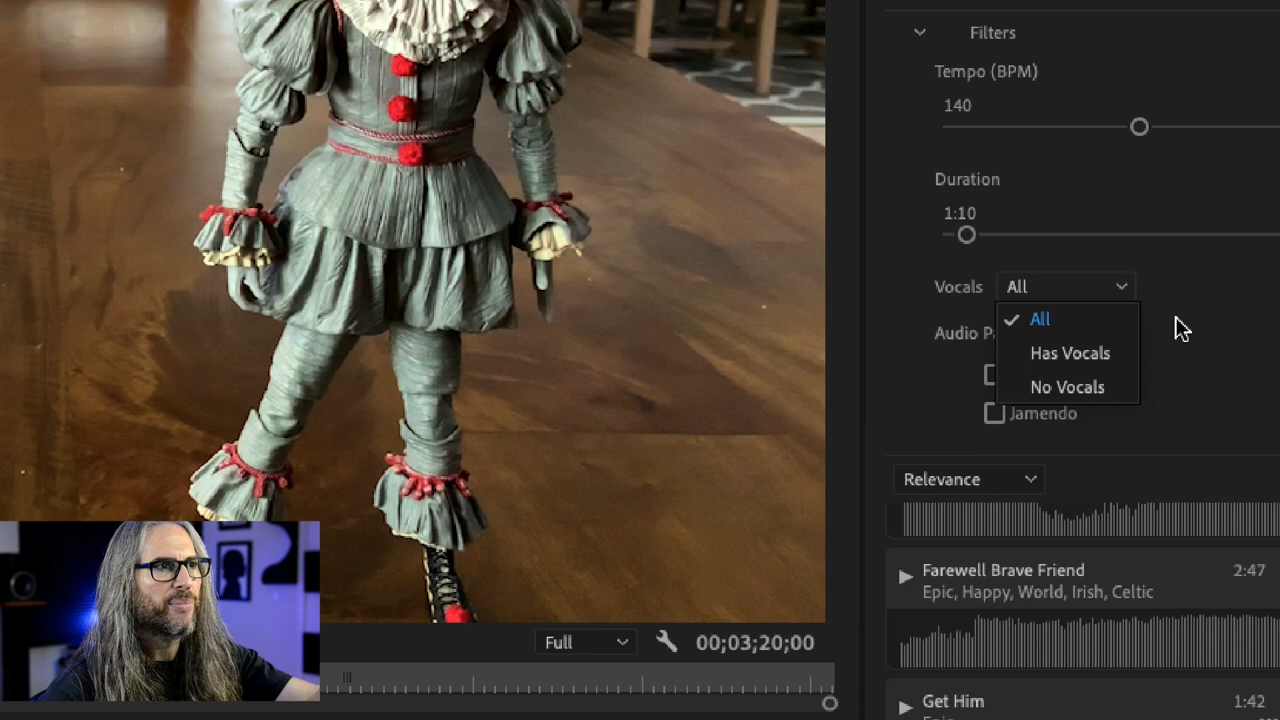 Filters
Tempo (BPM)
140
Duration
1:10
Vocals All
All
Audio
Has Vocals
No Vocals
Jamendo
Relevance
Farewell Brave Friend 2:47
Epic, Happy, World, Irish, Celtic
Full 00;03;20;00
Get Him 1:42